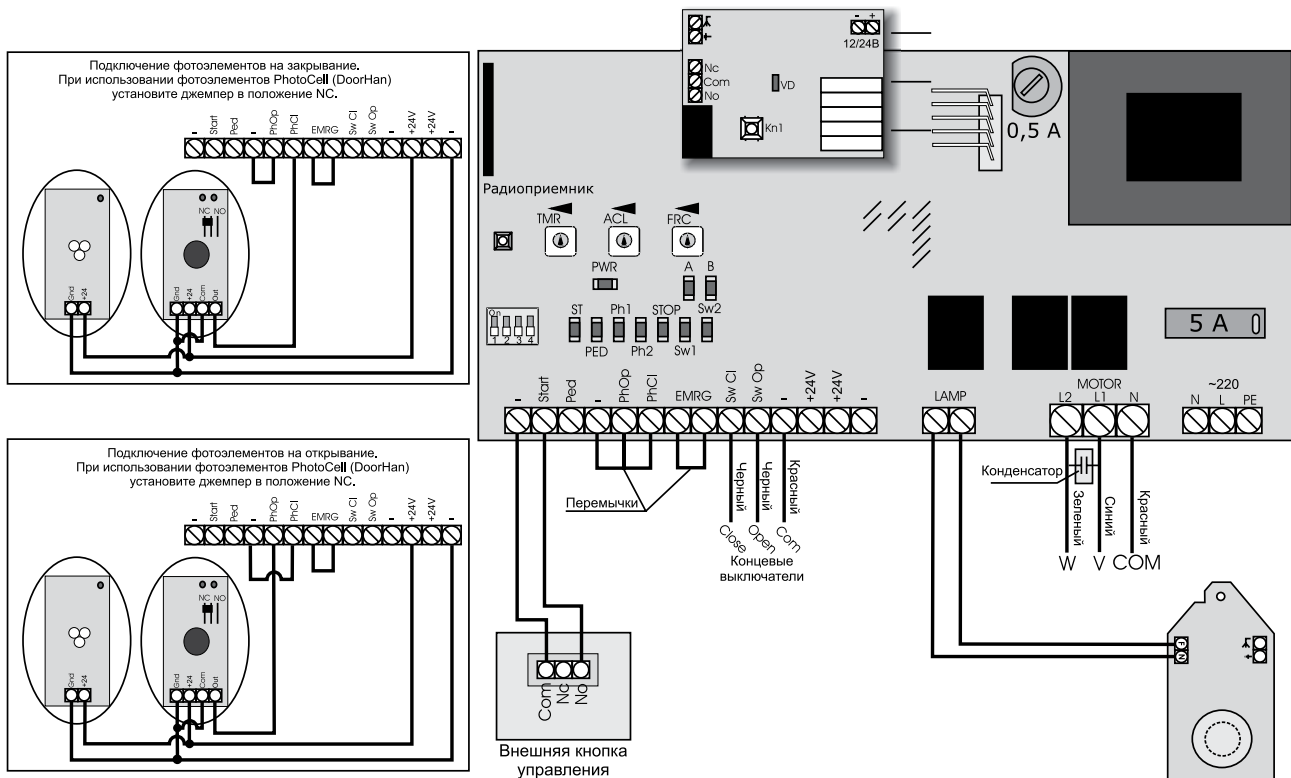 Подключение фотоэлементов на закрывание.
При использовании фотоэлементов PhotoCell (DoorHan)
установите джемпер в положение NC.
- Start Ped - PhOp PhCl EMRG Sw Cl Sw Op - +24V +24V -
NC NO
Gnd +24
Gnd +24 Com Out
Подключение фотоэлементов на открывание.
При использовании фотоэлементов PhotoCell (DoorHan)
установите джемпер в положение NC.
- Start Ped - PhOp PhCl EMRG Sw Cl Sw Op - +24V +24V -
NC NO
Gnd +24
Gnd +24 Com Out
- +
12/24В
Nc
Com
No
VD
Kn1
0,5 А
Радиоприемник
TMR ACL FRC
PWR A B
On
1 2 3 4
ST Ph1 STOP Sw2
PED Ph2 Sw1
5 А
- Start Ped - PhOp PhCl EMRG Sw Cl Sw Op - +24V +24V -
LAMP
MOTOR
L2 L1 N
~220
N L PE
Перемычки
Черный Черный Красный
Close Open Com
Концевые
выключатели
Конденсатор
Зеленый Синий Красный
W V COM
Com Nc No
Внешняя кнопка
управления
F
N